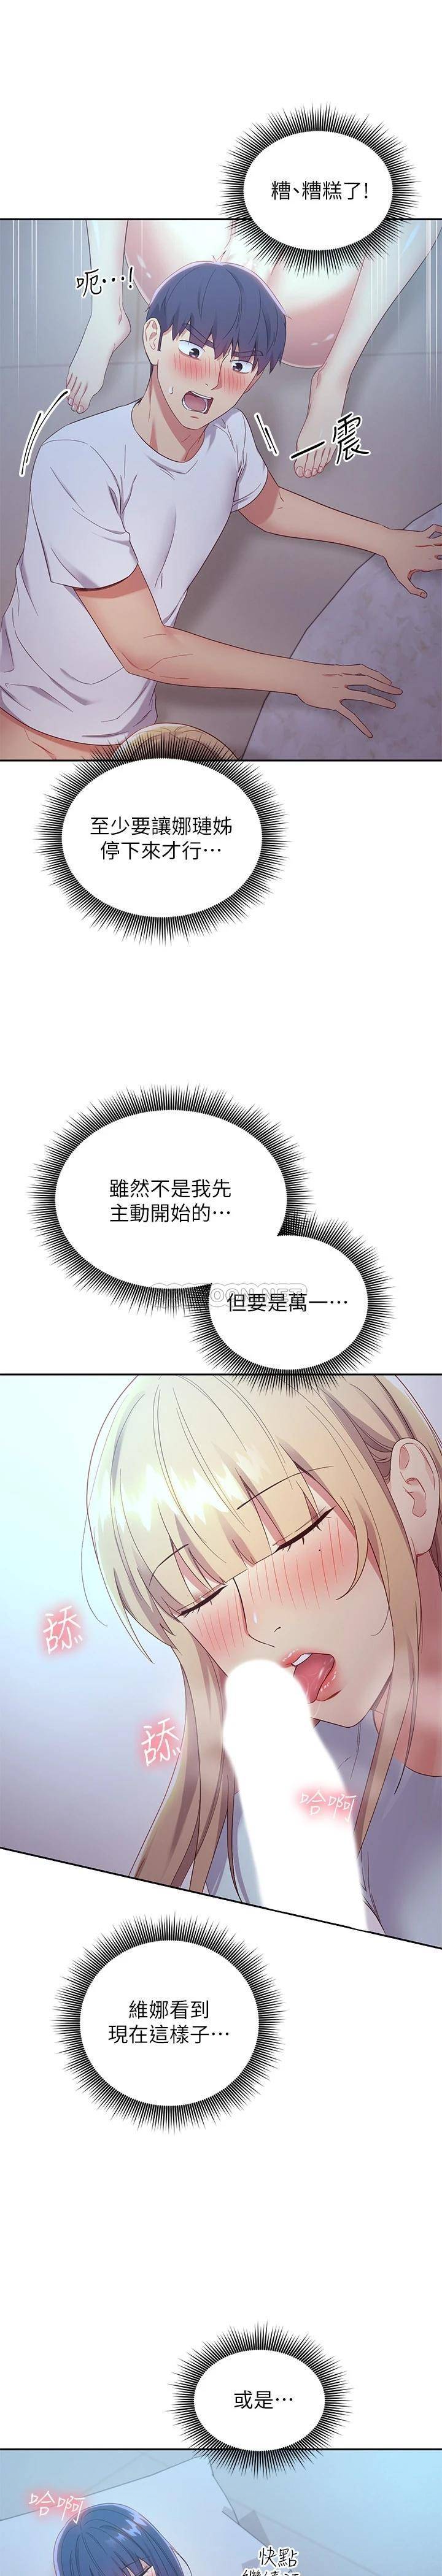 糟、糟糕了!
呃…!
一震
至少要讓娜璉姊
停下來才行…
雖然不是我先
主動開始的…
但要是萬一…
舔
舔
哈啊
維娜看到
現在這樣子…
或是…
哈啊
快點